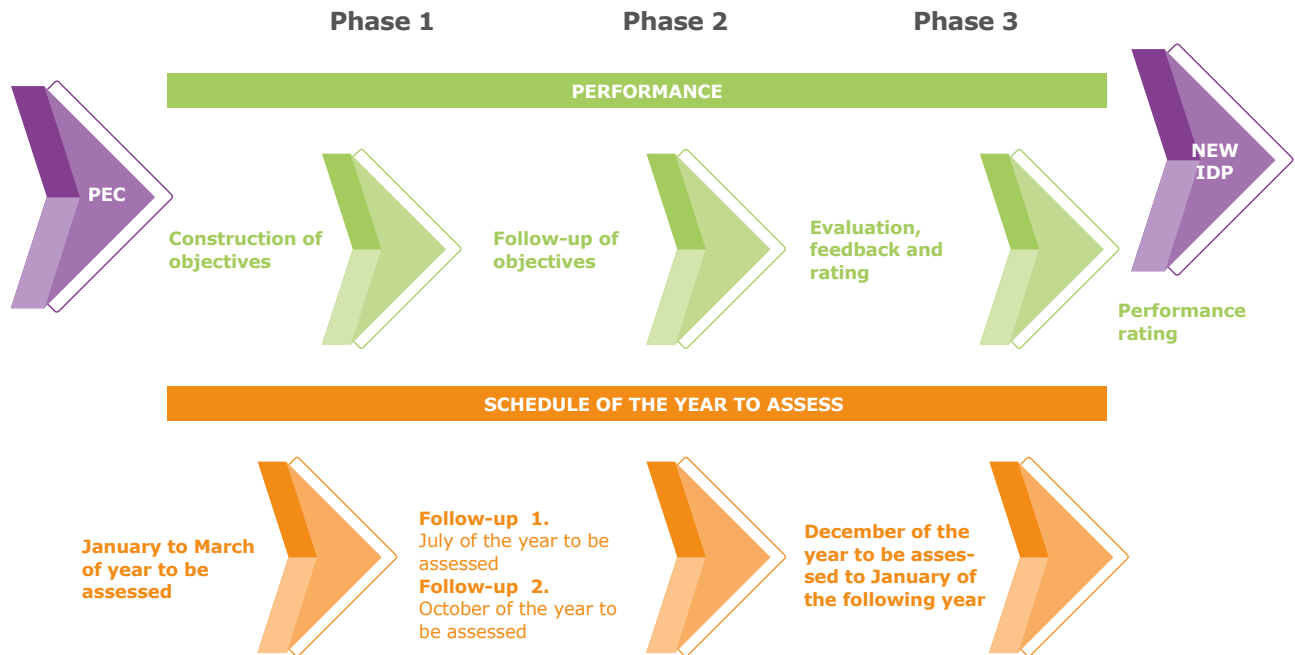 Phase 1
Phase 2
Phase 3
PERFORMANCE
PEC
NEW
IDP
Construction of
objectives
Follow-up of
objectives
Evaluation,
feedback and
rating
Performance
rating
SCHEDULE OF THE YEAR TO ASSESS
January to March
of year to be
assessed
Follow-up 1.
July of the year to be
assessed
Follow-up 2.
October of the year to
be assessed
December of the
year to be asses-
sed to January of
the following year